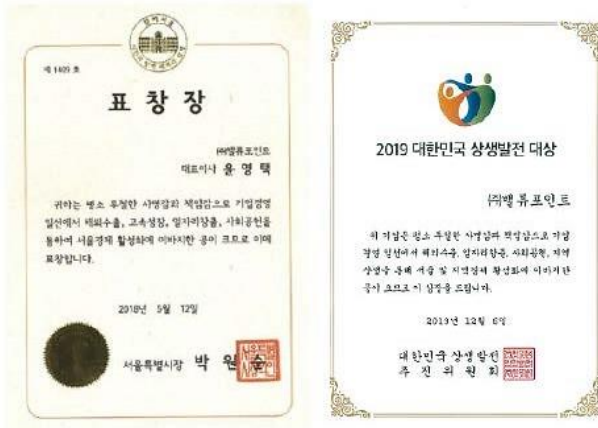 제 1409 호
표 창 장
㈜밸류포인트
대표이사 윤 영 택
귀하는 평소 투철한 사명감과 책임감으로 기업경영
일선에서 해외수출, 고속성장, 일자리창출, 사회공헌을
통하여 서울경제 활성화에 이바지한 공이 크므로 이에
표창합니다.
2018년 5월 12일
서울특별시장 박 원 순
2019 대한민국 상생발전 대상
㈜밸류포인트
위 기업은 평소 투철한 사명감과 책임감으로 기업
경영 일선에서 해외수출, 일자리창출, 사회공헌, 지역
상생을 통해 서울 및 지역경제 활성화에 이바지한
공이 크므로 이 상장을 드립니다.
2019년 12월 6일
대한민국 상생발전
추 진 위 원 회